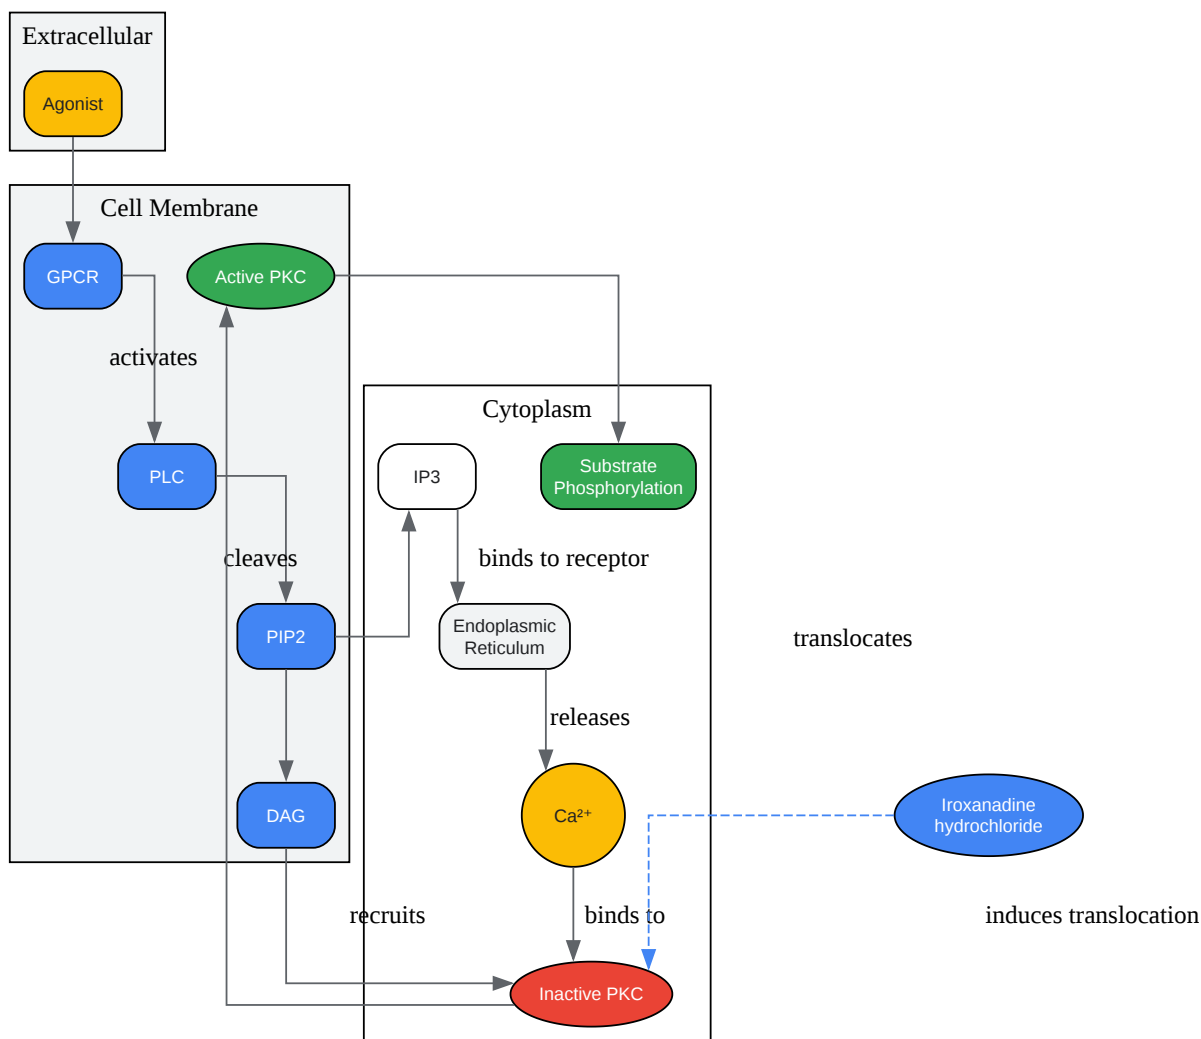 Extracellular
Agonist
Cell Membrane
GPCR
Active PKC
activates
Cytoplasm
PLC
IP3
Substrate
Phosphorylation
cleaves
binds to receptor
PIP2
Endoplasmic
Reticulum
translocates
releases
DAG
Ca²⁺
Iroxanadine
hydrochloride
recruits
binds to
induces translocation
Inactive PKC